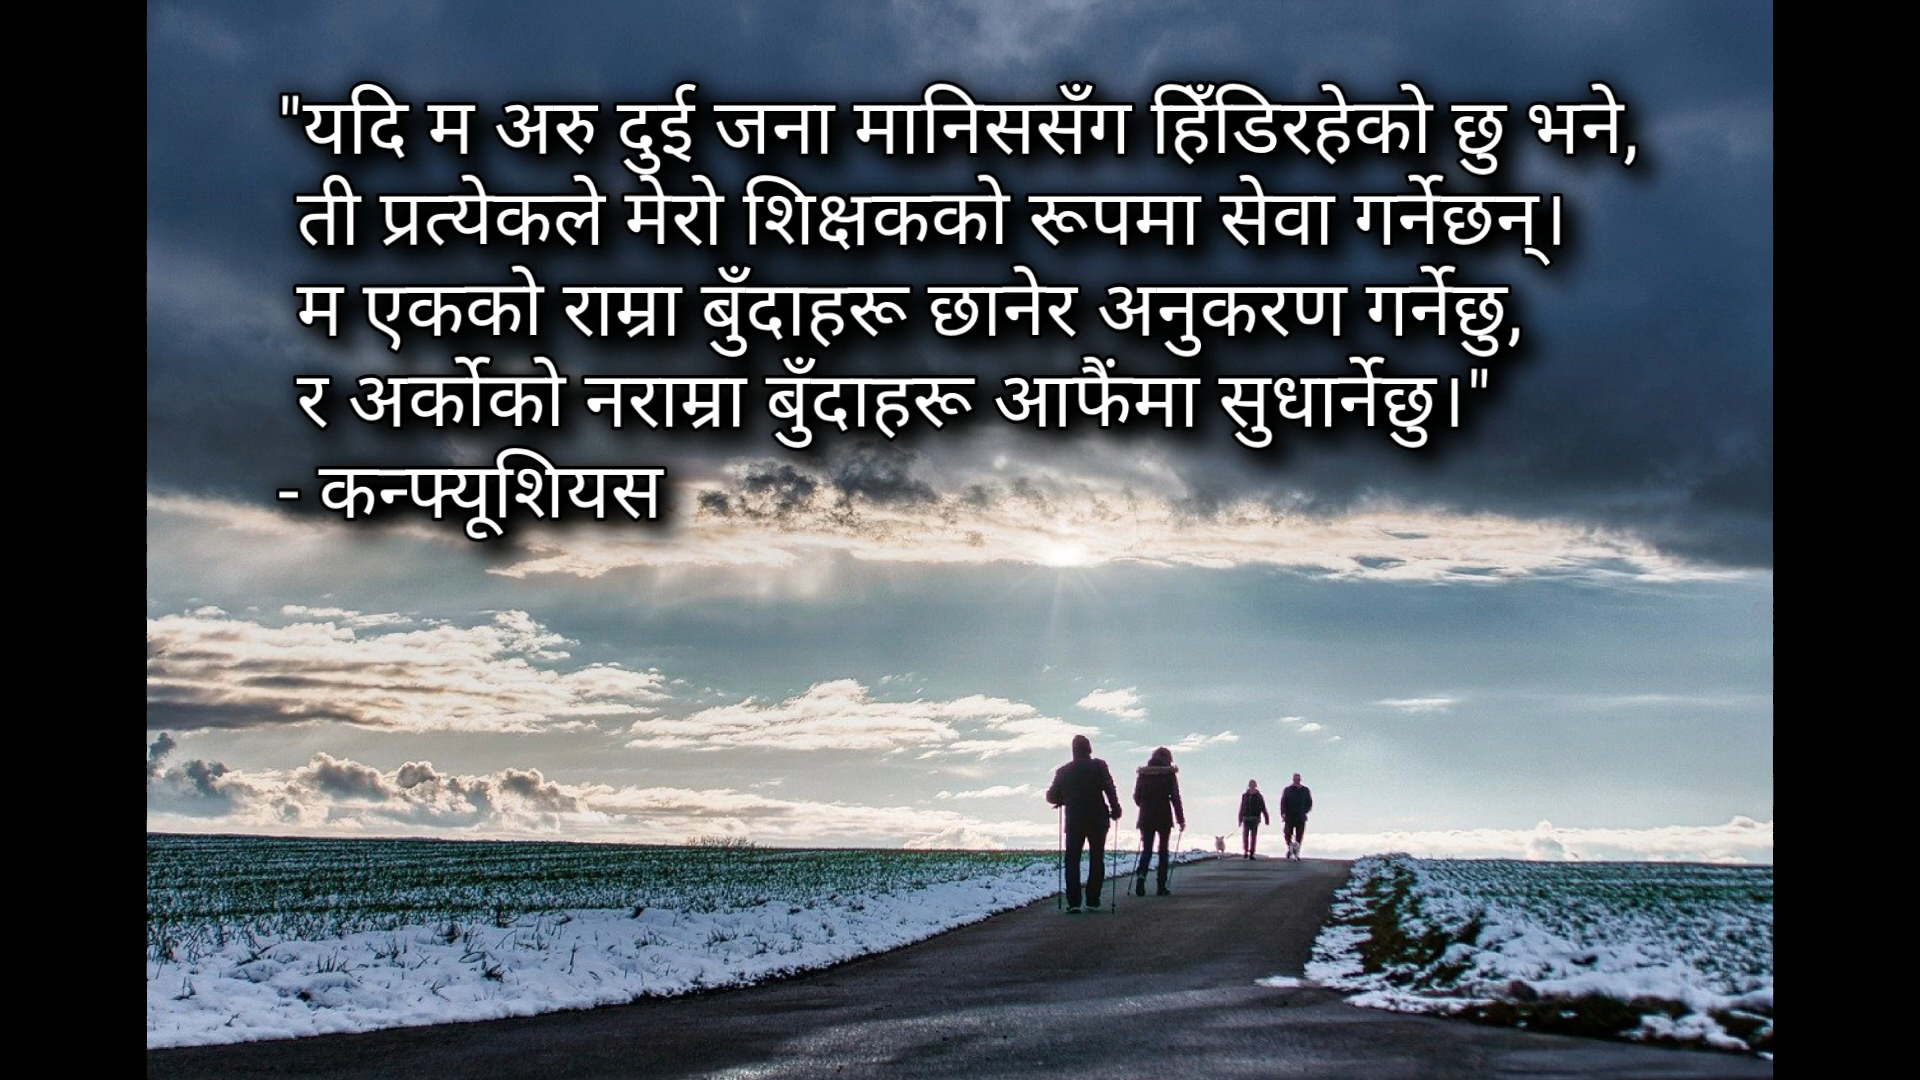 "यदि म अरु दुई जना मानिससँग हिँडिरहेको छु भने,
ती प्रत्येकले मेरो शिक्षकको रूपमा सेवा गर्नेछन्।
म एकको राम्रा बुँदाहरू छानेर अनुकरण गर्नेछु,
र अर्कोको नराम्रा बुँदाहरू आफैंमा सुधार्नेछु।"
- कन्फ्यूशियस